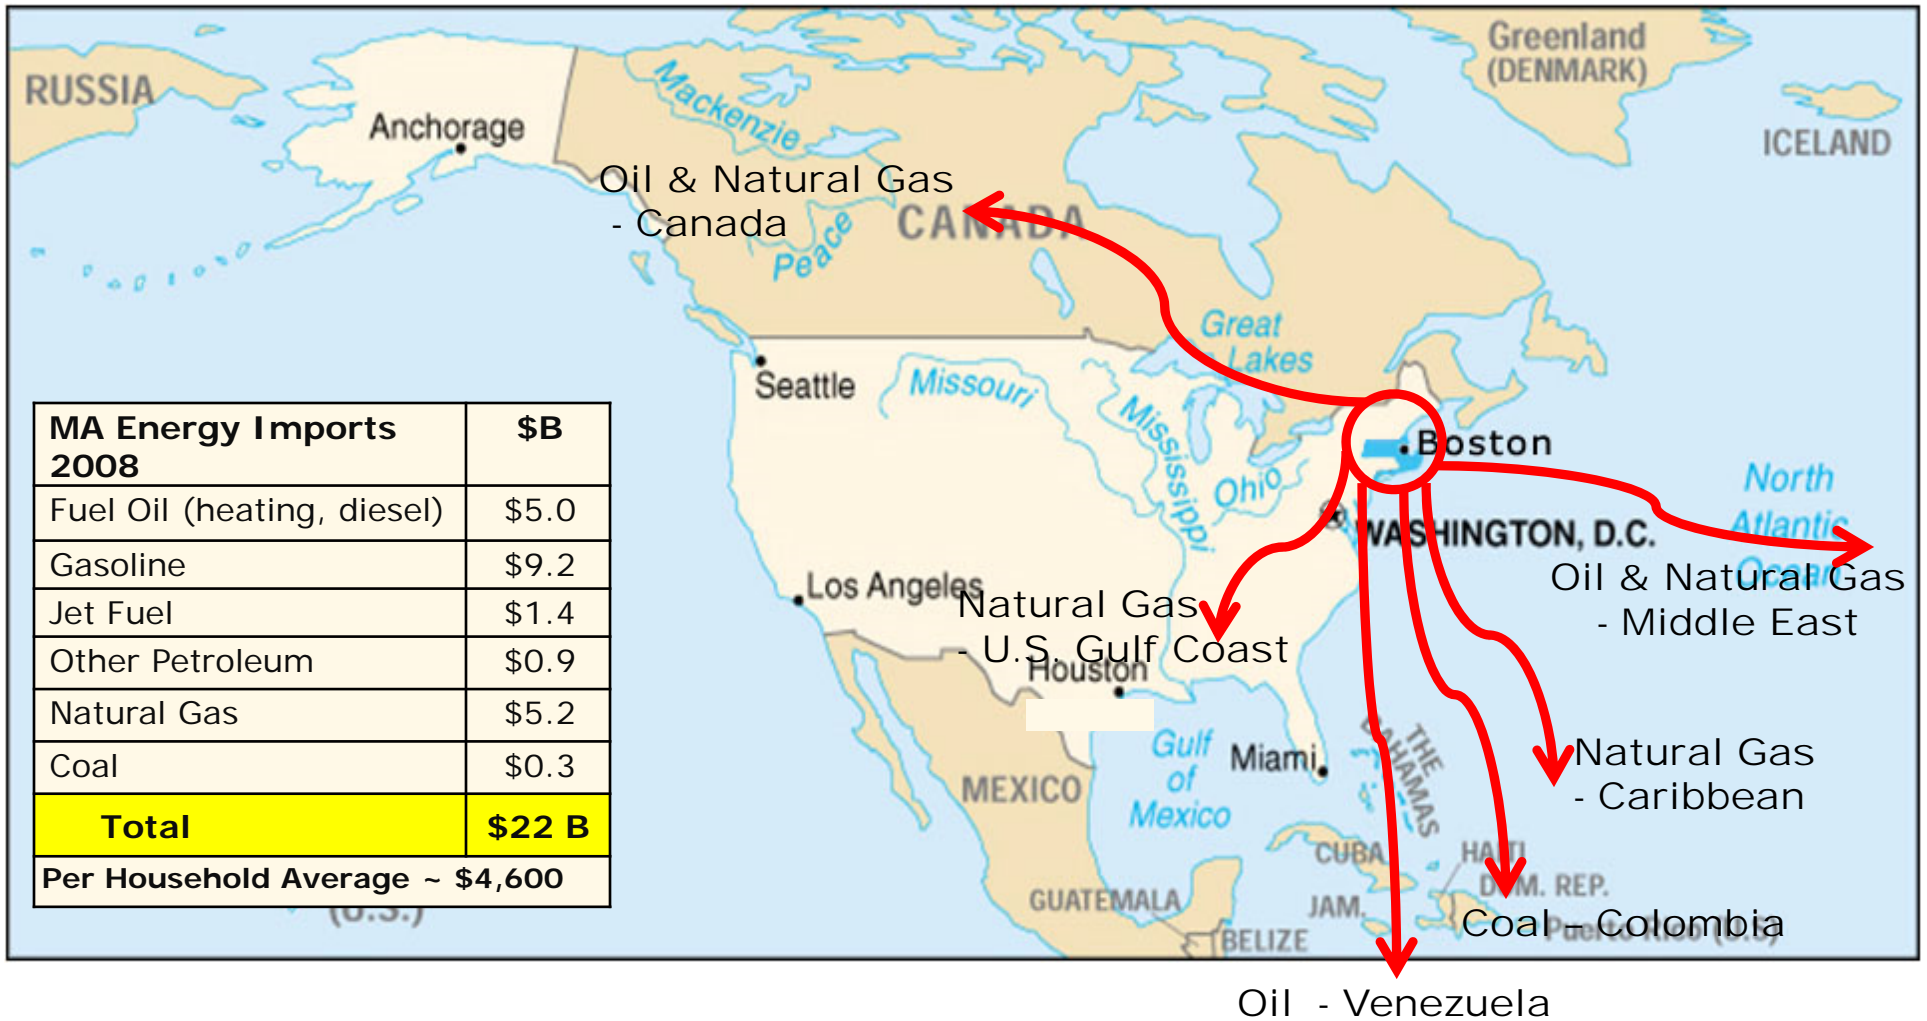 Greenland
(DENMARK)
RUSSIA
Mackenzie
Anchorage
ICELAND
Oil & Natural Gas
- Canada
CANADA
Peace
Great
Lakes
Seattle
Missouri
Mississippi
Boston
Ohio
North
Atlantic
Ocean
WASHINGTON, D.C.
Oil & Natural Gas
- Middle East
Los Angeles
Natural Gas
- U.S. Gulf Coast
Houston
MA Energy Imports $B
2008
Fuel Oil (heating, diesel) $5.0
Gasoline $9.2
Jet Fuel $1.4
Other Petroleum $0.9
Natural Gas $5.2
Coal $0.3
Total $22 B
Per Household Average ~ $4,600
(U.S.)
Gulf
of
Mexico
Miami
THE
BAHAMAS
Natural Gas
- Caribbean
MEXICO
CUBA
HAITI
DOM. REP.
GUATEMALA
JAM.
BELIZE
Coal – Colombia
Puerto Rico (U.S)
Oil - Venezuela